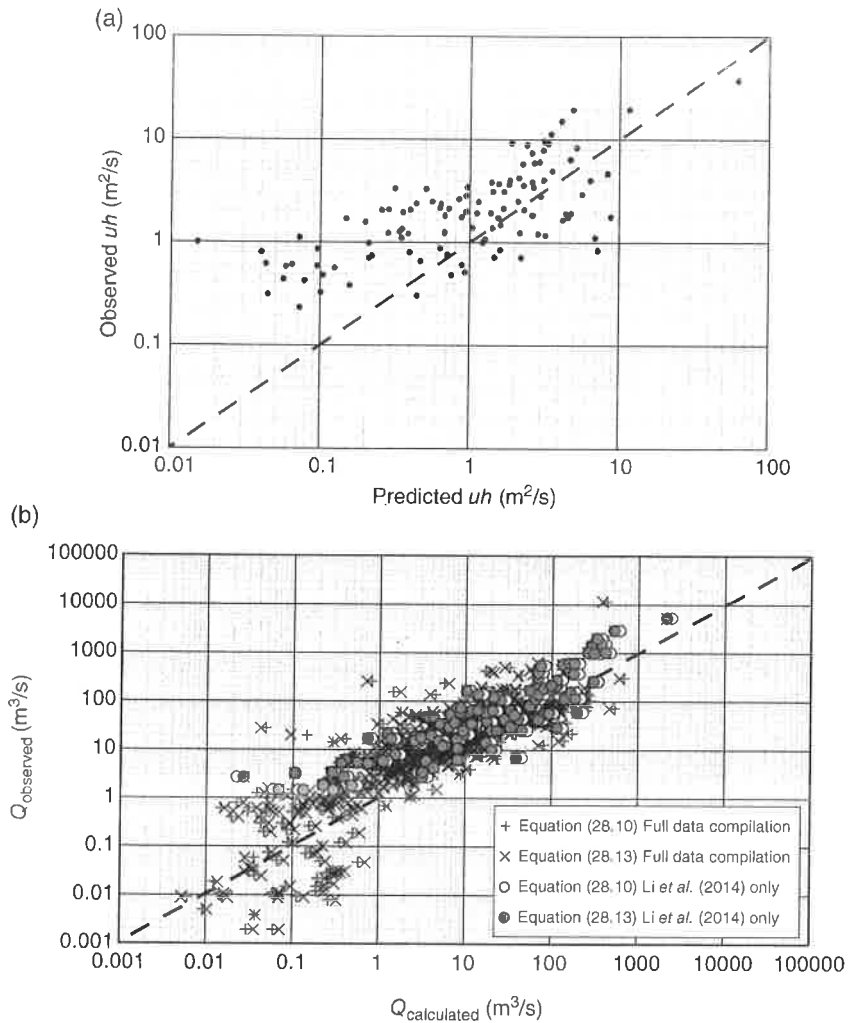 (a)
100
10
1
0.1
0.01
Observed uh (m²/s)
0.01 0.1 1 10 100
Predicted uh (m²/s)
(b)
100000
10000
1000
100
10
1
0.1
0.01
0.001
Qobserved (m³/s)
+ Equation (28.10) Full data compilation
× Equation (28.13) Full data compilation
Equation (28.10) Li et al. (2014) only
Equation (28.13) Li et al. (2014) only
0.001 0.01 0.1 1 10 100 1000 10000 100000
Qcalculated (m³/s)